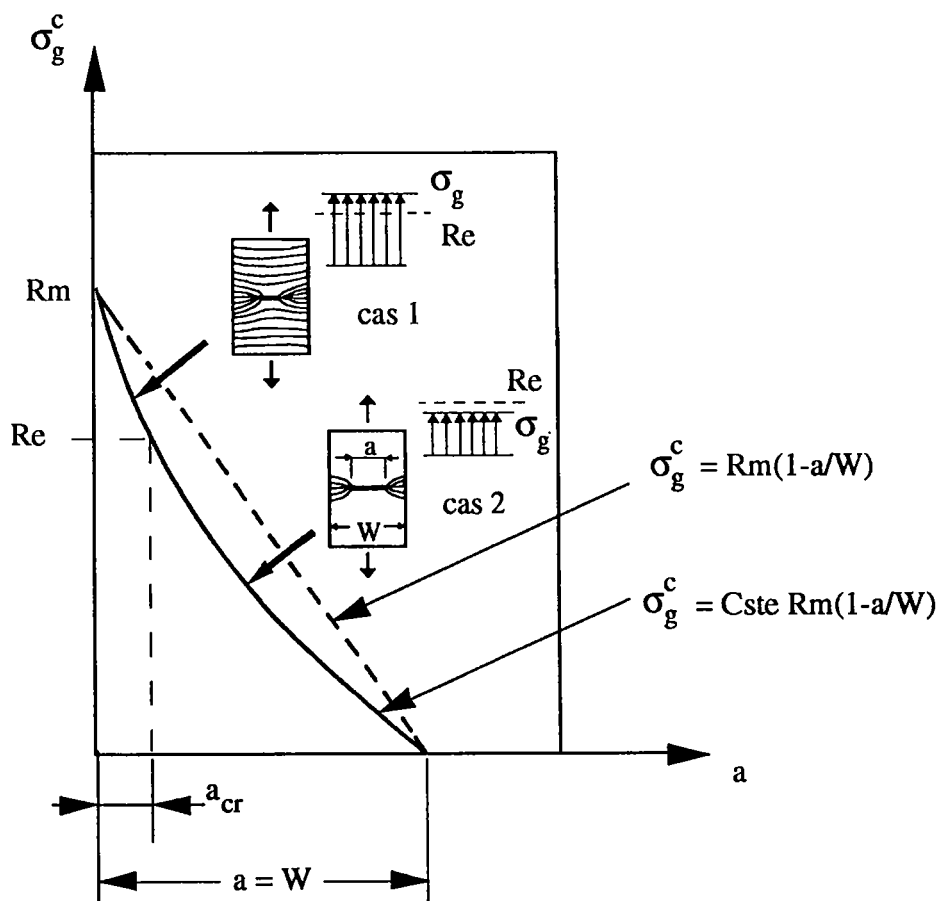 σ_g^c
σ_g
Re
Rm
cas 1
Re
Re
σ_g
a
cas 2
W
σ_g^c = Rm(1-a/W)
σ_g^c = Cste Rm(1-a/W)
a
a_cr
a = W